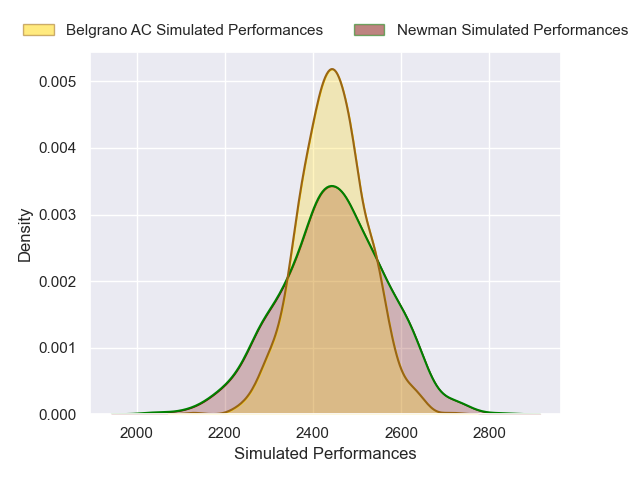 Belgrano AC Simulated Performances
Newman Simulated Performances
0.005
0.004
0.003
0.002
0.001
0.000
Density
2000
2200
2400
2600
2800
Simulated Performances